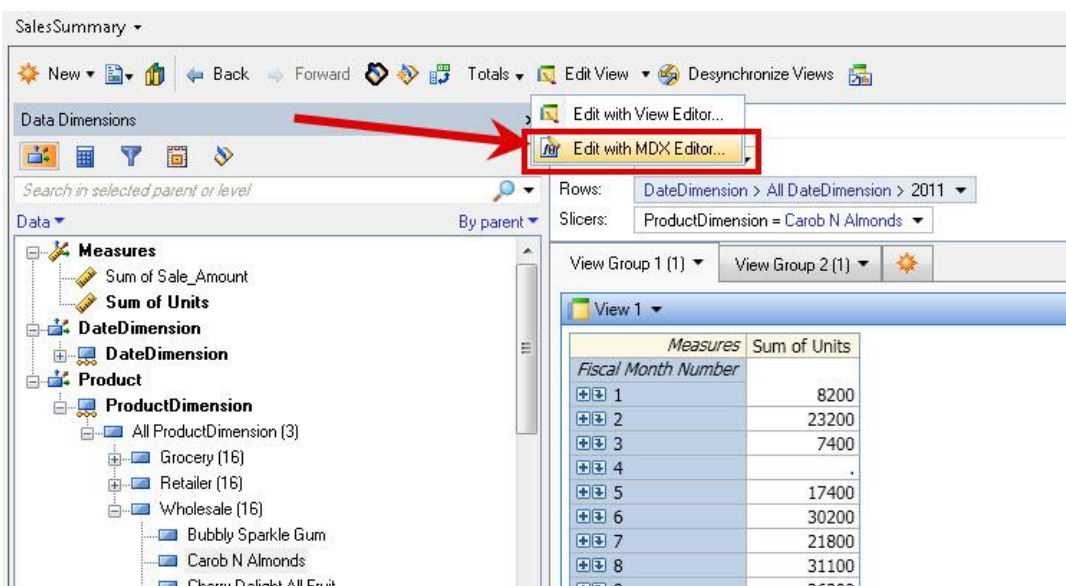 SalesSummary
New Back Forward Totals Edit View Desynchronize Views
Data Dimensions
Edit with View Editor...
Edit with MDX Editor...
Search in selected parent or level
Data By parent
Rows: DateDimension > All DateDimension > 2011
Slicers: ProductDimension = Carob N Almonds
View Group 1 (1) View Group 2 (1)
Measures
Sum of Sale_Amount
Sum of Units
DateDimension
DateDimension
Product
ProductDimension
All ProductDimension (3)
Grocery (16)
Retailer (16)
Wholesale (16)
Bubbly Sparkle Gum
Carob N Almonds
Cherry Delight All Fruit
View 1
Measures Sum of Units
Fiscal Month Number
1 8200
2 23200
3 7400
4 .
5 17400
6 30200
7 21800
8 31100